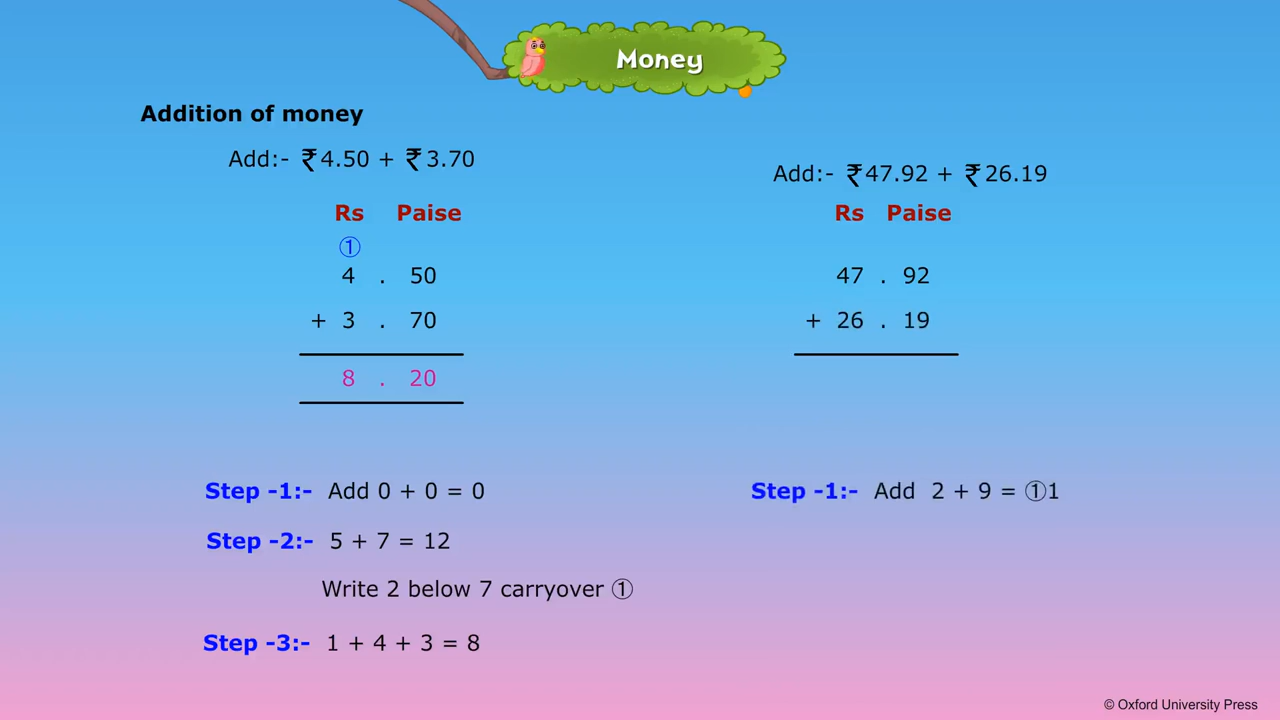 Money
Addition of money
Add:- ₹4.50 + ₹3.70
Rs Paise
①
4 . 50
+ 3 . 70
8 . 20
Step -1:- Add 0 + 0 = 0
Step -2:- 5 + 7 = 12
Write 2 below 7 carryover ①
Step -3:- 1 + 4 + 3 = 8
Add:- ₹47.92 + ₹26.19
Rs Paise
47 . 92
+ 26 . 19
Step -1:- Add 2 + 9 = ①1
© Oxford University Press